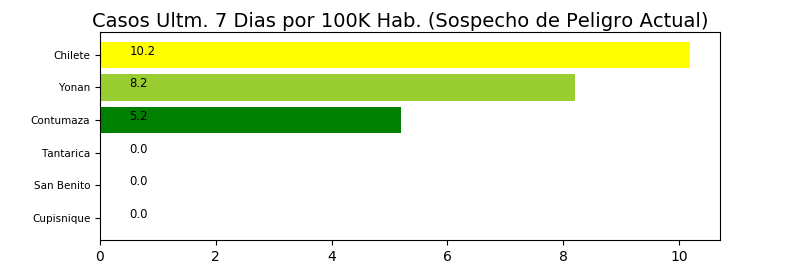 Casos Ultm. 7 Dias por 100K Hab. (Sospecho de Peligro Actual)
Chilete 10.2
Yonan 8.2
Contumaza 5.2
Tantarica 0.0
San Benito 0.0
Cupisnique 0.0
0 2 4 6 8 10